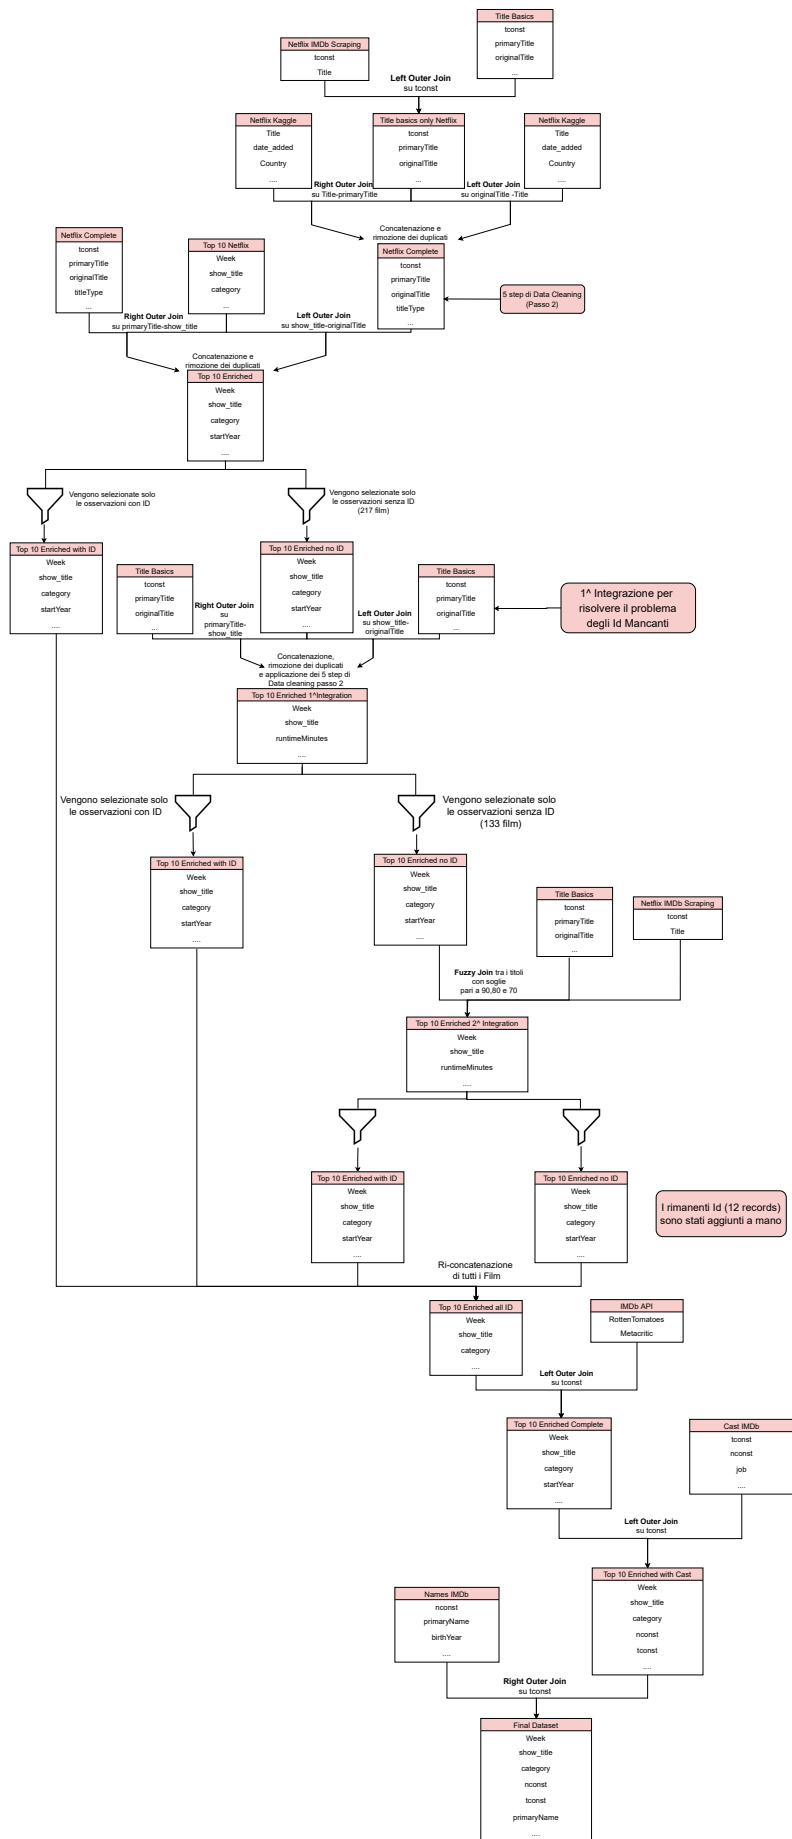 Title Basics
tconst
primaryTitle
originalTitle
...
Netflix IMDb Scraping
tconst
Title
Left Outer Join
su tconst
Netflix Kaggle
Title
date_added
Country
....
Title basics only Netflix
tconst
primaryTitle
originalTitle
...
Netflix Kaggle
Title
date_added
Country
....
Right Outer Join
su Title-primaryTitle
Left Outer Join
su originalTitle -Title
Concatenazione e
rimozione dei duplicati
Netflix Complete
tconst
primaryTitle
originalTitle
titleType
...
Top 10 Netflix
Week
show_title
category
...
Netflix Complete
tconst
primaryTitle
originalTitle
titleType
...
5 step di Data Cleaning
(Passo 2)
Right Outer Join
su primaryTitle-show_title
Left Outer Join
su show_title-originalTitle
Concatenazione e
rimozione dei duplicati
Top 10 Enriched
Week
show_title
category
startYear
....
Vengono selezionate solo
le osservazioni con ID
Vengono selezionate solo
le osservazioni senza ID
(217 film)
Top 10 Enriched with ID
Week
show_title
category
startYear
....
Title Basics
tconst
primaryTitle
originalTitle
...
Top 10 Enriched no ID
Week
show_title
category
startYear
....
Title Basics
tconst
primaryTitle
originalTitle
...
1^ Integrazione per
risolvere il problema
degli Id Mancanti
Right Outer Join
su
primaryTitle-
show_title
Left Outer Join
su show_title-
originalTitle
Concatenazione,
rimozione dei duplicati
e applicazione dei 5 step di
Data cleaning passo 2
Top 10 Enriched 1^Integration
Week
show_title
runtimeMinutes
....
Vengono selezionate solo
le osservazioni con ID
Vengono selezionate solo
le osservazioni senza ID
(133 film)
Top 10 Enriched with ID
Week
show_title
category
startYear
....
Top 10 Enriched no ID
Week
show_title
category
startYear
....
Title Basics
tconst
primaryTitle
originalTitle
...
Netflix IMDb Scraping
tconst
Title
Fuzzy Join tra i titoli
con soglie
pari a 90,80 e 70
Top 10 Enriched 2^ Integration
Week
show_title
runtimeMinutes
....
Top 10 Enriched with ID
Week
show_title
category
startYear
....
Top 10 Enriched no ID
Week
show_title
category
startYear
....
I rimanenti Id (12 records)
sono stati aggiunti a mano
Ri-concatenazione
di tutti i Film
Top 10 Enriched all ID
Week
show_title
category
....
IMDb API
RottenTomatoes
Metacritic
Left Outer Join
su tconst
Top 10 Enriched Complete
Week
show_title
category
startYear
....
Cast IMDb
tconst
nconst
job
....
Left Outer Join
su tconst
Top 10 Enriched with Cast
Week
show_title
category
nconst
tconst
....
Names IMDb
nconst
primaryName
birthYear
....
Right Outer Join
su tconst
Final Dataset
Week
show_title
category
nconst
tconst
primaryName
....